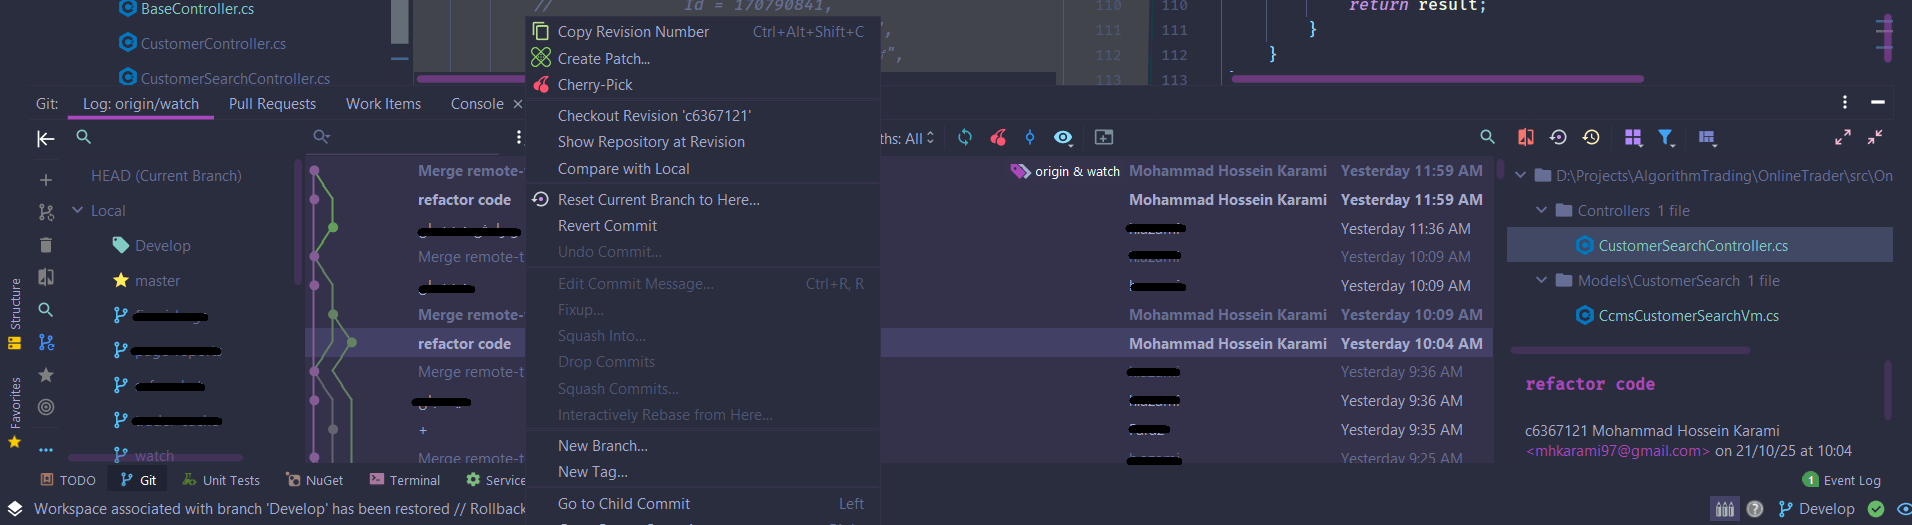 BaseController.cs
CustomerController.cs
CustomerSearchController.cs
// Id = 170790841,
",
f",
110
111
112
113
110 return result;
111 }
112 }
113
Copy Revision Number Ctrl+Alt+Shift+C
Create Patch...
Cherry-Pick
Checkout Revision 'c6367121'
Show Repository at Revision
Compare with Local
Reset Current Branch to Here...
Revert Commit
Undo Commit...
Edit Commit Message... Ctrl+R, R
Fixup...
Squash Into...
Drop Commits
Squash Commits...
Interactively Rebase from Here...
New Branch...
New Tag...
Go to Child Commit Left
Git: Log: origin/watch Pull Requests Work Items Console
ths: All
HEAD (Current Branch)
Local
Develop
master
watch
Structure
Favorites
Merge remote-t origin & watch Mohammad Hossein Karami Yesterday 11:59 AM
refactor code Mohammad Hossein Karami Yesterday 11:59 AM
Yesterday 11:36 AM
Merge remote-t Yesterday 10:09 AM
Yesterday 10:09 AM
Merge remote-t Mohammad Hossein Karami Yesterday 10:09 AM
refactor code Mohammad Hossein Karami Yesterday 10:04 AM
Merge remote-t Yesterday 9:36 AM
Yesterday 9:36 AM
+ Yesterday 9:35 AM
Merge remote-t Yesterday 9:25 AM
D:\Projects\AlgorithmTrading\OnlineTrader\src\On
Controllers 1 file
CustomerSearchController.cs
Models\CustomerSearch 1 file
CcmsCustomerSearchVm.cs
refactor code
c6367121 Mohammad Hossein Karami
<mhkarami97@gmail.com> on 21/10/25 at 10:04
TODO Git Unit Tests NuGet Terminal Service
1 Event Log
Workspace associated with branch 'Develop' has been restored // Rollback
Develop